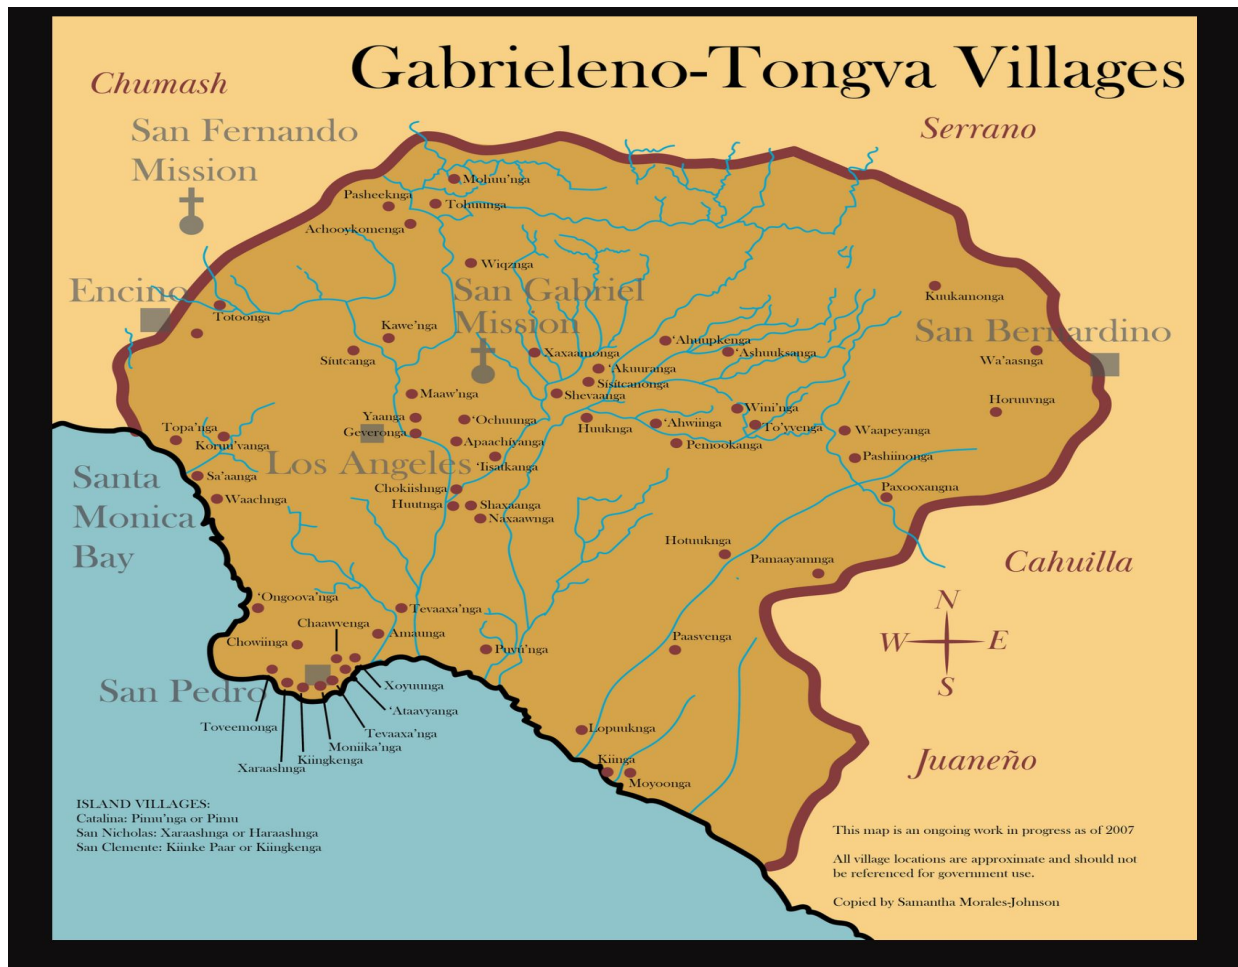 Gabrieleno-Tongva Villages
Chumash
Serrano
San Fernando
Mission
Mohuu'nga
Pasheeknga
Tohuunga
Achooykomenga
Wiqznga
Encino
San Gabriel
Mission
Kuukamonga
Totoonga
San Bernardino
Kawe'nga
'Ahuupkenga
Siutcanga
Xaxaamonga
'Ashuuksanga
Wa'aasnga
'Akuuranga
Sísitcanonga
Maaw'nga
Shevaanga
Horuuvnga
Wini'nga
Yaanga
'Ochuunga
Huuknga
'Ahwiinga
To'yyenga
Topa'nga
Geveronga
Waapeyanga
Koruu'vanga
Apaachiyanga
Pemookanga
Los Angeles
'Iisatkanga
Pashiinonga
Santa
Monica
Bay
Sa'aanga
Chokiishnga
Paxooxangna
Waachnga
Huutnga
Shaxaanga
Naxaawnga
Hotuuknga
Pamaayamnga
Cahuilla
'Ongoova'nga
N
W
E
S
Chaawyenga
Tevaaxa'nga
Chowiinga
Amaunga
Paasvenga
Puvu'nga
San Pedro
Xoyuunga
'Ataavyanga
Toveemonga
Tevaaxa'nga
Lopuuknga
Moniika'nga
Kiingkenga
Xaraashnga
Kiinga
Moyoonga
Juaneño
ISLAND VILLAGES:
Catalina: Pimu'nga or Pimu
San Nicholas: Xaraashnga or Haraashnga
San Clemente: Kiinke Paar or Kiingkenga
This map is an ongoing work in progress as of 2007
All village locations are approximate and should not
be referenced for government use.
Copied by Samantha Morales-Johnson